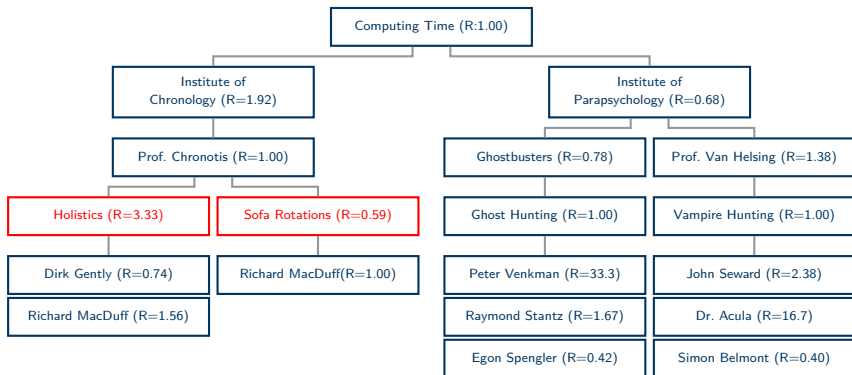 Computing Time (R:1.00)
Institute of
Chronology (R=1.92)
Institute of
Parapsychology (R=0.68)
Prof. Chronotis (R=1.00)
Ghostbusters (R=0.78)
Prof. Van Helsing (R=1.38)
Holistics (R=3.33)
Sofa Rotations (R=0.59)
Ghost Hunting (R=1.00)
Vampire Hunting (R=1.00)
Dirk Gently (R=0.74)
Richard MacDuff(R=1.00)
Peter Venkman (R=33.3)
John Seward (R=2.38)
Richard MacDuff (R=1.56)
Raymond Stantz (R=1.67)
Dr. Acula (R=16.7)
Egon Spengler (R=0.42)
Simon Belmont (R=0.40)